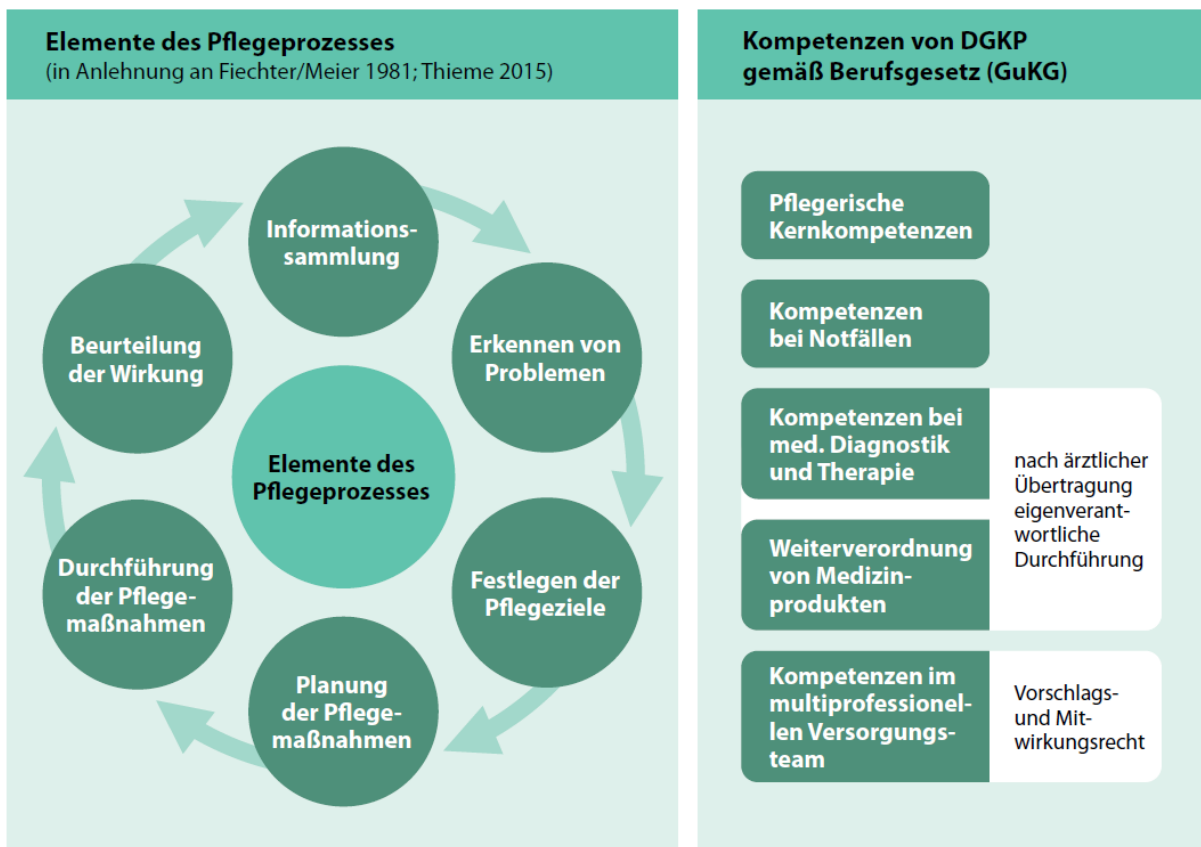 Elemente des Pflegeprozesses
(in Anlehnung an Fiechter/Meier 1981; Thieme 2015)
Informations-
sammlung
Erkennen von
Problemen
Festlegen der
Pflegeziele
Planung
der Pflege-
maßnahmen
Durchführung
der Pflege-
maßnahmen
Beurteilung
der Wirkung
Elemente des
Pflegeprozesses
Kompetenzen von DGKP
gemäß Berufsgesetz (GuKG)
Pflegerische
Kernkompetenzen
Kompetenzen
bei Notfällen
Kompetenzen bei
med. Diagnostik
und Therapie
Weiterverordnung
von Medizin-
produkten
nach ärztlicher
Übertragung
eigenverant-
wortliche
Durchführung
Kompetenzen im
multiprofessionel-
len Versorgungs-
team
Vorschlags-
und Mit-
wirkungsrecht